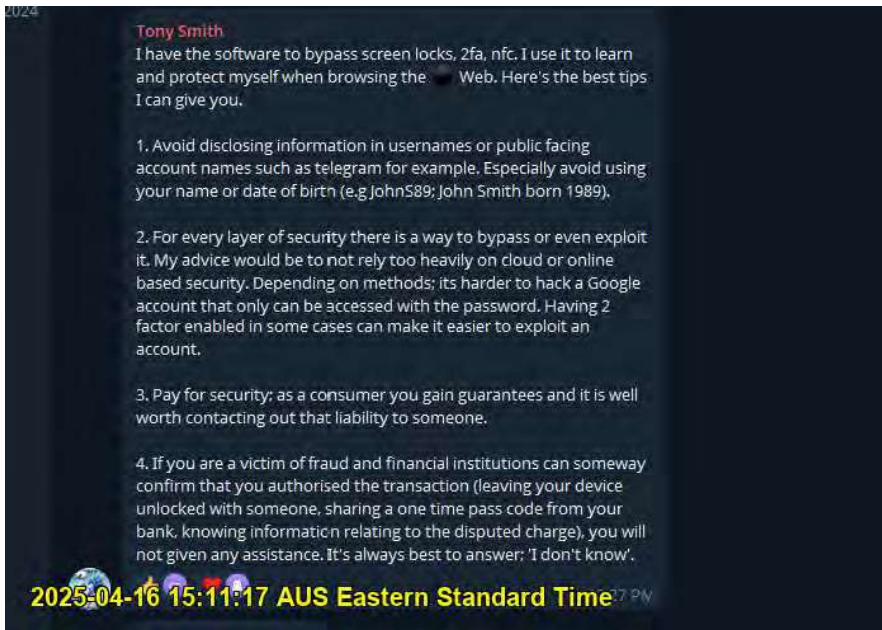 2024
Tony Smith
I have the software to bypass screen locks, 2fa, nfc. I use it to learn
and protect myself when browsing the Web. Here's the best tips
I can give you.
1. Avoid disclosing information in usernames or public facing
account names such as telegram for example. Especially avoid using
your name or date of birth (e.g JohnS89; John Smith born 1989).
2. For every layer of security there is a way to bypass or even exploit
it. My advice would be to not rely too heavily on cloud or online
based security. Depending on methods; its harder to hack a Google
account that only can be accessed with the password. Having 2
factor enabled in some cases can make it easier to exploit an
account.
3. Pay for security; as a consumer you gain guarantees and it is well
worth contacting out that liability to someone.
4. If you are a victim of fraud and financial institutions can someway
confirm that you authorised the transaction (leaving your device
unlocked with someone, sharing a one time pass code from your
bank, knowing information relating to the disputed charge), you will
not given any assistance. It's always best to answer; 'I don't know'.
2025-04-16 15:11:17 AUS Eastern Standard Time
27 PM